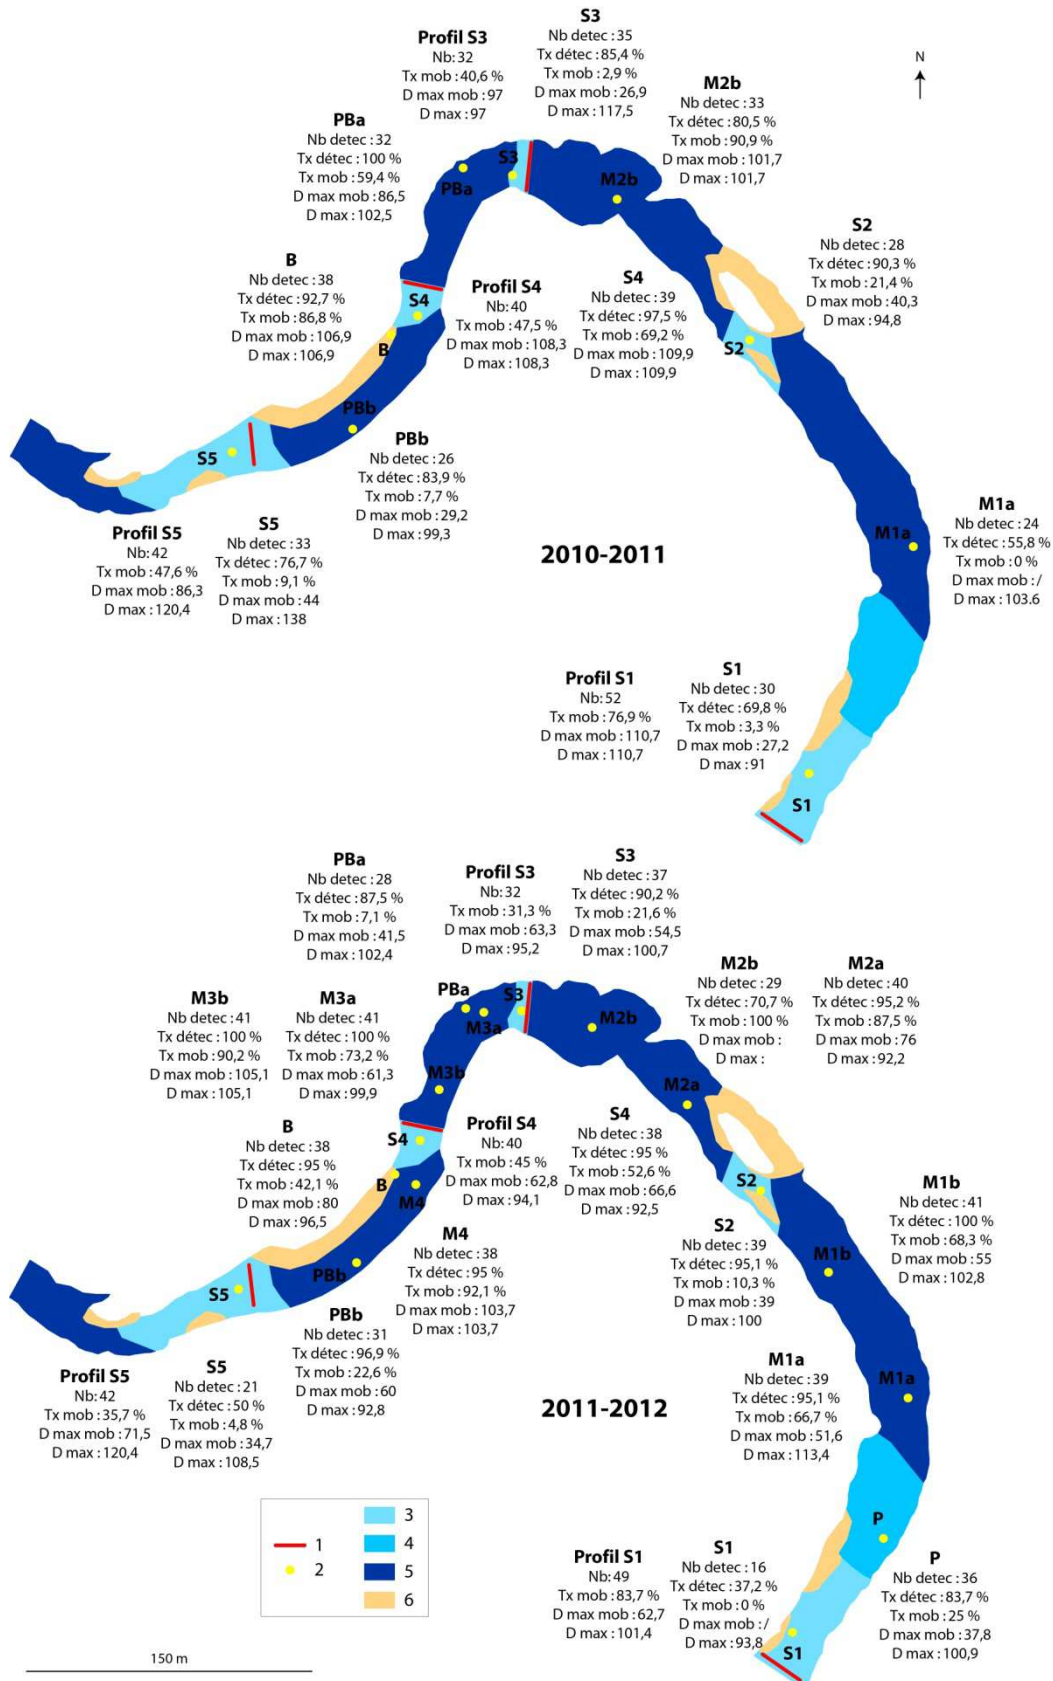 S3
Nb detec : 35
Tx détec : 85,4 %
Tx mob : 2,9 %
D max mob : 26,9
D max : 117,5
Profil S3
Nb: 32
Tx mob : 40,6 %
D max mob : 97
D max : 97
N
M2b
Nb detec : 33
Tx détec : 80,5 %
Tx mob : 90,9 %
D max mob : 101,7
D max : 101,7
PBa
Nb detec : 32
Tx détec : 100 %
Tx mob : 59,4 %
D max mob : 86,5
D max : 102,5
S3
PBa
M2b
S2
Nb detec : 28
Tx détec : 90,3 %
Tx mob : 21,4 %
D max mob : 40,3
D max : 94,8
B
Nb detec : 38
Tx détec : 92,7 %
Tx mob : 86,8 %
D max mob : 106,9
D max : 106,9
Profil S4
Nb: 40
Tx mob : 47,5 %
D max mob : 108,3
D max : 108,3
S4
Nb detec : 39
Tx détec : 97,5 %
Tx mob : 69,2 %
D max mob : 109,9
D max : 109,9
S4
B
S2
PBb
S5
PBb
Nb detec : 26
Tx détec : 83,9 %
Tx mob : 7,7 %
D max mob : 29,2
D max : 99,3
Profil S5
Nb: 42
Tx mob : 47,6 %
D max mob : 86,3
D max : 120,4
S5
Nb detec : 33
Tx détec : 76,7 %
Tx mob : 9,1 %
D max mob : 44
D max : 138
2010-2011
M1a
M1a
Nb detec : 24
Tx détec : 55,8 %
Tx mob : 0 %
D max mob : /
D max : 103.6
Profil S1
Nb: 52
Tx mob : 76,9 %
D max mob : 110,7
D max : 110,7
S1
Nb detec : 30
Tx détec : 69,8 %
Tx mob : 3,3 %
D max mob : 27,2
D max : 91
S1
PBa
Nb detec : 28
Tx détec : 87,5 %
Tx mob : 7,1 %
D max mob : 41,5
D max : 102,4
Profil S3
Nb: 32
Tx mob : 31,3 %
D max mob : 63,3
D max : 95,2
S3
Nb detec : 37
Tx détec : 90,2 %
Tx mob : 21,6 %
D max mob : 54,5
D max : 100,7
M2b
Nb detec : 29
Tx détec : 70,7 %
Tx mob : 100 %
D max mob :
D max :
M2a
Nb detec : 40
Tx détec : 95,2 %
Tx mob : 87,5 %
D max mob : 76
D max : 92,2
M3b
Nb detec : 41
Tx détec : 100 %
Tx mob : 90,2 %
D max mob : 105,1
D max : 105,1
M3a
Nb detec : 41
Tx détec : 100 %
Tx mob : 73,2 %
D max mob : 61,3
D max : 99,9
PBa
S3
M3a
M2b
M3b
M2a
B
Nb detec : 38
Tx détec : 95 %
Tx mob : 42,1 %
D max mob : 80
D max : 96,5
Profil S4
Nb: 40
Tx mob : 45 %
D max mob : 62,8
D max : 94,1
S4
Nb detec : 38
Tx détec : 95 %
Tx mob : 52,6 %
D max mob : 66,6
D max : 92,5
S4
B
M4
S2
M1b
Nb detec : 41
Tx détec : 100 %
Tx mob : 68,3 %
D max mob : 55
D max : 102,8
M4
Nb detec : 38
Tx détec : 95 %
Tx mob : 92,1 %
D max mob : 103,7
D max : 103,7
S2
Nb detec : 39
Tx détec : 95,1 %
Tx mob : 10,3 %
D max mob : 39
D max : 100
M1b
PBb
S5
PBb
Nb detec : 31
Tx détec : 96,9 %
Tx mob : 22,6 %
D max mob : 60
D max : 92,8
Profil S5
Nb: 42
Tx mob : 35,7 %
D max mob : 71,5
D max : 120,4
S5
Nb detec : 21
Tx détec : 50 %
Tx mob : 4,8 %
D max mob : 34,7
D max : 108,5
2011-2012
M1a
Nb detec : 39
Tx détec : 95,1 %
Tx mob : 66,7 %
D max mob : 51,6
D max : 113,4
M1a
P
1
2
3
4
5
6
Profil S1
Nb: 49
Tx mob : 83,7 %
D max mob : 62,7
D max : 101,4
S1
Nb detec : 16
Tx détec : 37,2 %
Tx mob : 0 %
D max mob : /
D max : 93,8
S1
P
Nb detec : 36
Tx détec : 83,7 %
Tx mob : 25 %
D max mob : 37,8
D max : 100,9
150 m